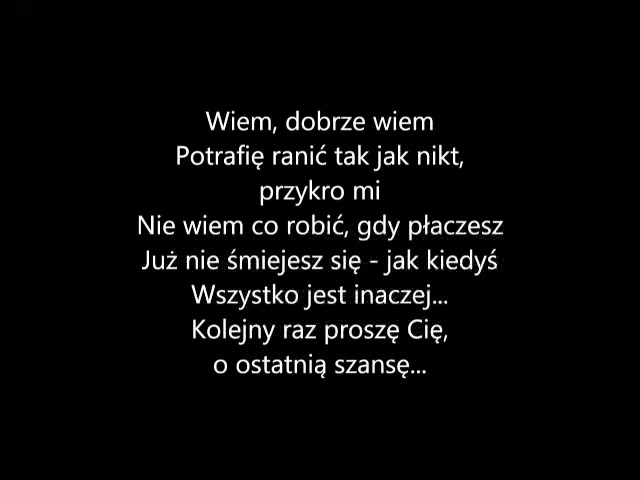 Wiem, dobrze wiem
Potrafię ranić tak jak nikt,
przykro mi
Nie wiem co robić, gdy płaczesz
Już nie śmiejesz się - jak kiedyś
Wszystko jest inaczej...
Kolejny raz proszę Cię,
o ostatnią szansę...